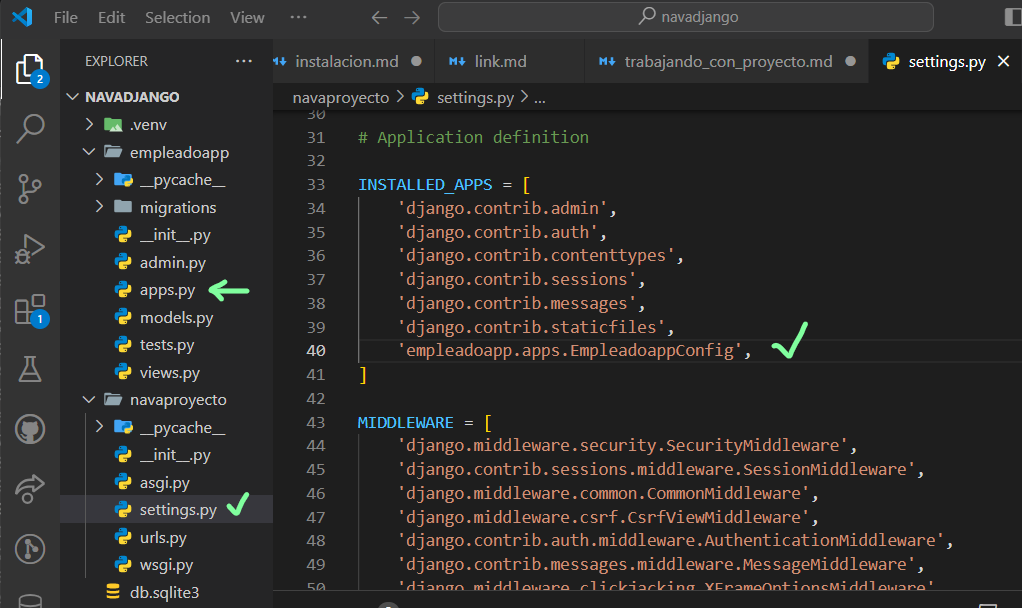 File Edit Selection View ··· navadjango
EXPLORER ···
instalacion.md link.md trabajando_con_proyecto.md settings.py
navaproyecto > settings.py > ...
NAVADJANGO
.venv
empleadoapp
__pycache__
migrations
__init__.py
admin.py
apps.py
models.py
tests.py
views.py
navaproyecto
__pycache__
__init__.py
asgi.py
settings.py
urls.py
wsgi.py
db.sqlite3
2
1
30
31 # Application definition
32
33 INSTALLED_APPS = [
34 'django.contrib.admin',
35 'django.contrib.auth',
36 'django.contrib.contenttypes',
37 'django.contrib.sessions',
38 'django.contrib.messages',
39 'django.contrib.staticfiles',
40 'empleadoapp.apps.EmpleadoappConfig',
41 ]
42
43 MIDDLEWARE = [
44 'django.middleware.security.SecurityMiddleware',
45 'django.contrib.sessions.middleware.SessionMiddleware',
46 'django.middleware.common.CommonMiddleware',
47 'django.middleware.csrf.CsrfViewMiddleware',
48 'django.contrib.auth.middleware.AuthenticationMiddleware',
49 'django.contrib.messages.middleware.MessageMiddleware',
50 'django.middleware.clickjacking.XFrameOptionsMiddleware'